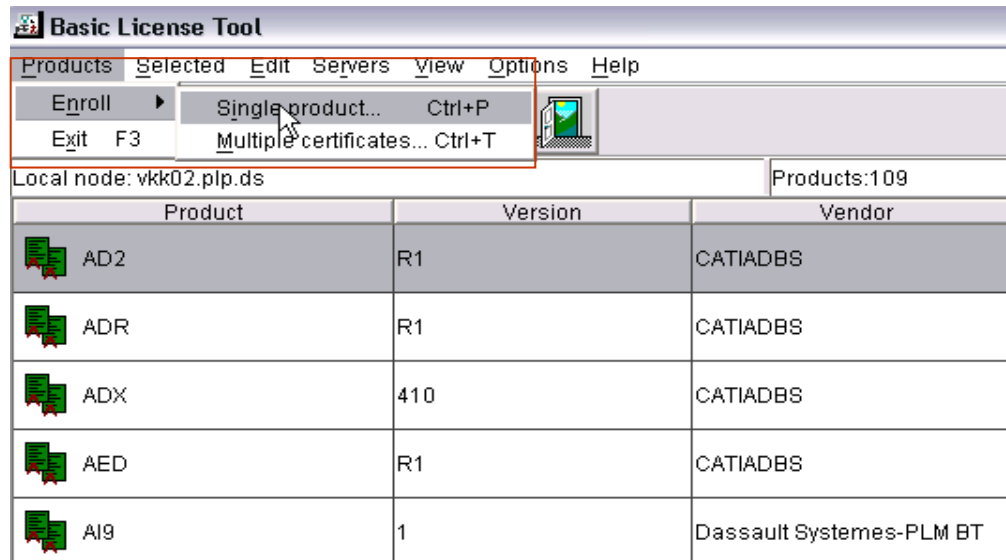 Basic License Tool
Products Selected Edit Servers View Options Help
Enroll Single product... Ctrl+P
Exit F3 Multiple certificates... Ctrl+T
Local node: vkk02.plp.ds Products:109
Product Version Vendor
AD2 R1 CATIADBS
ADR R1 CATIADBS
ADX 410 CATIADBS
AED R1 CATIADBS
AI9 1 Dassault Systemes-PLM BT